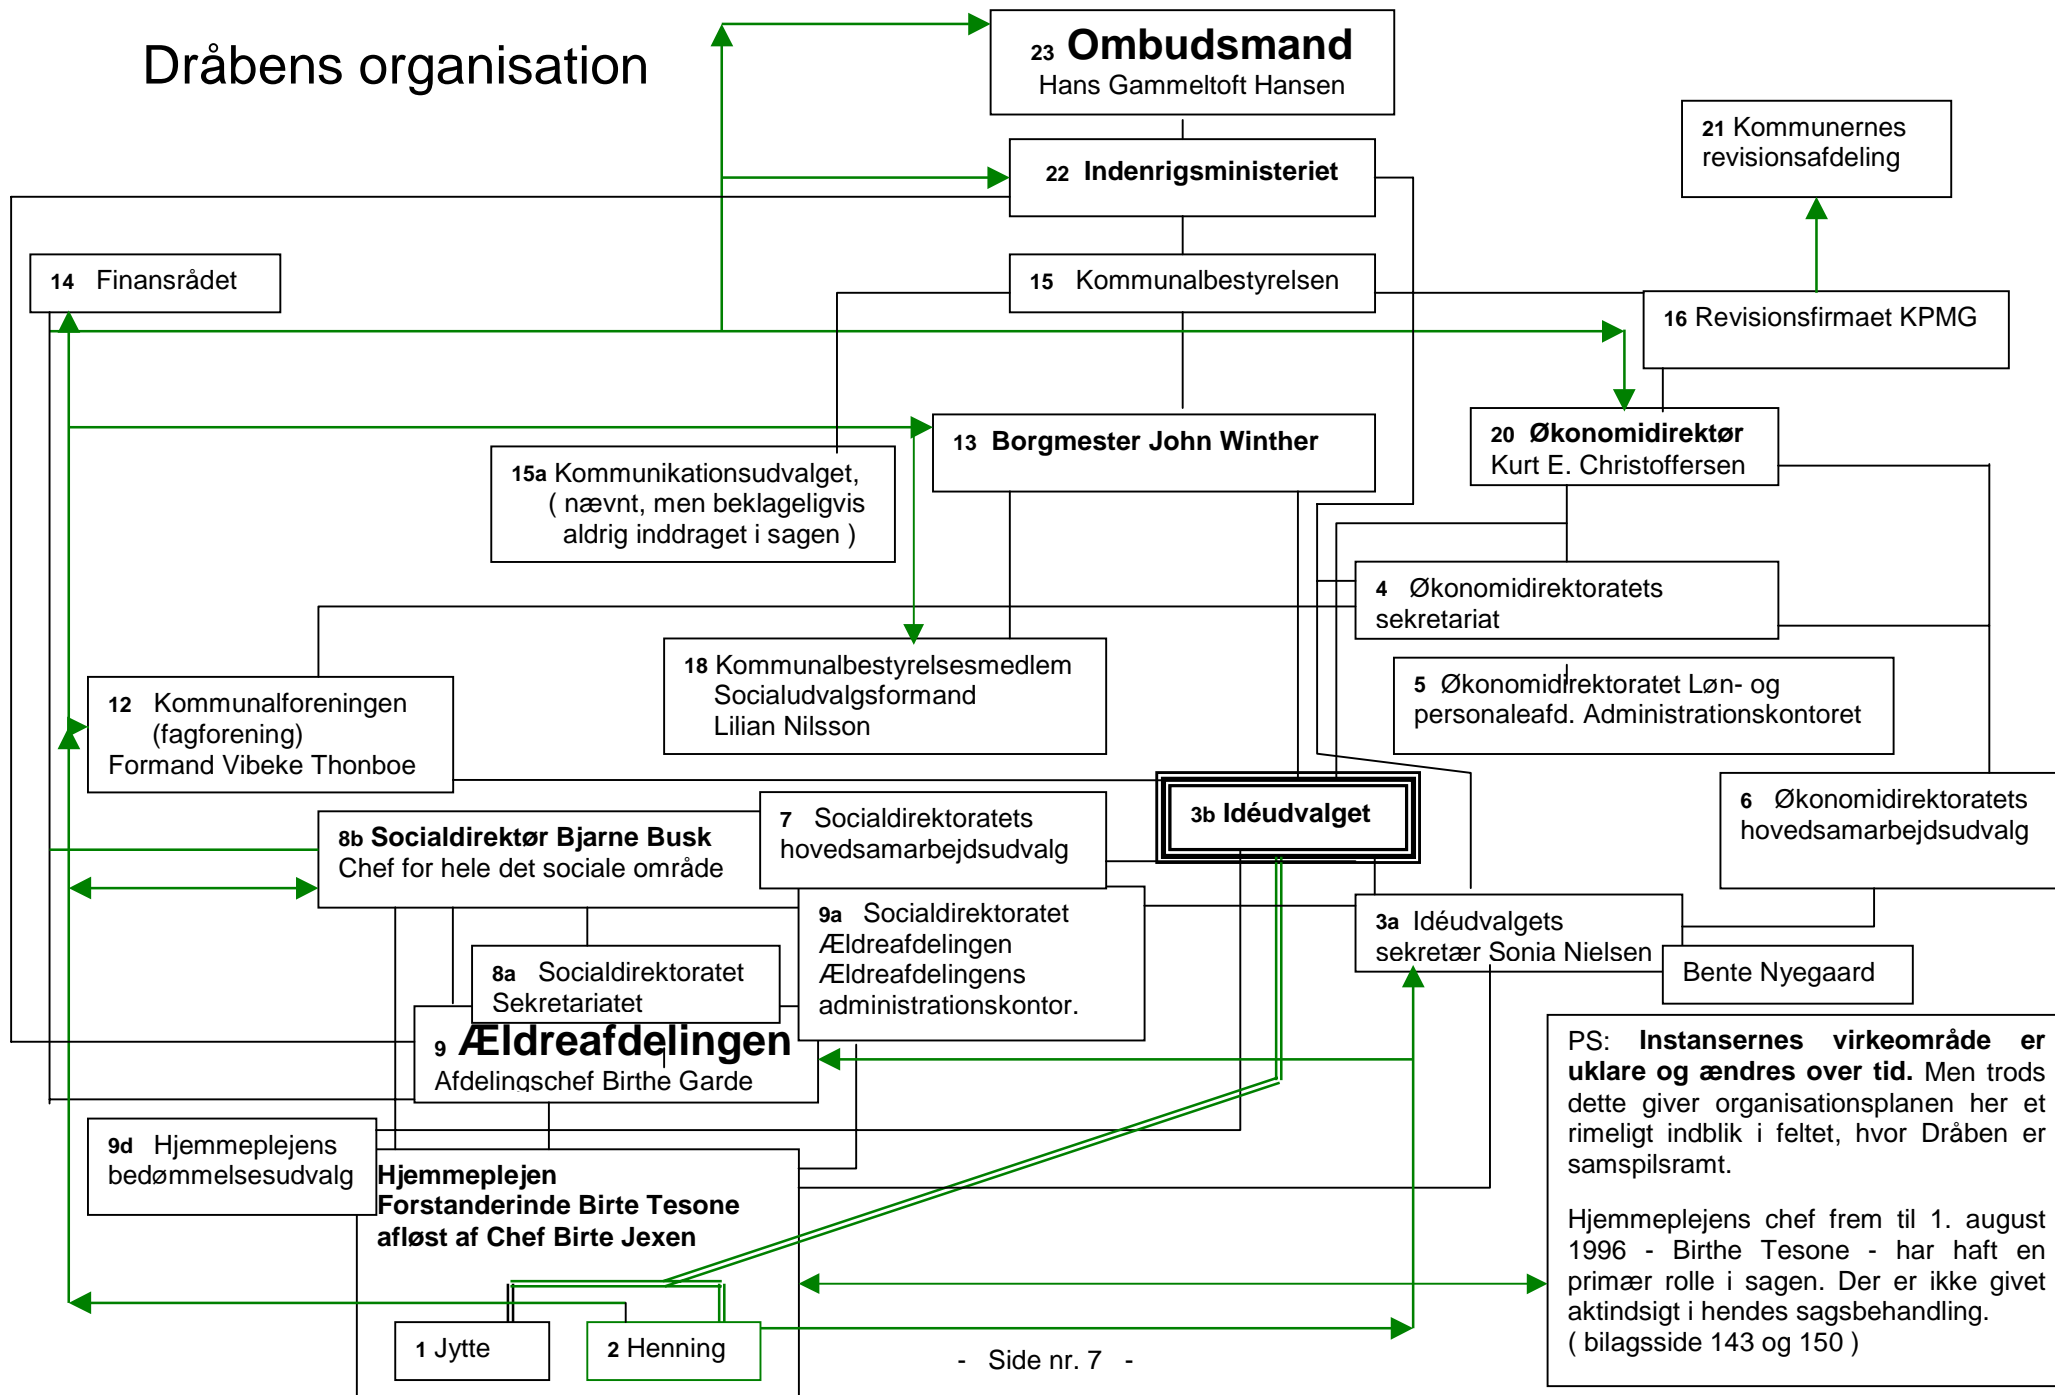 Dråbens organisation
23 Ombudsmand
Hans Gammeltoft Hansen
21 Kommunernes
revisionsafdeling
22 Indenrigsministeriet
14 Finansrådet
15 Kommunalbestyrelsen
16 Revisionsfirmaet KPMG
13 Borgmester John Winther
20 Økonomidirektør
Kurt E. Christoffersen
15a Kommunikationsudvalget,
( nævnt, men beklageligvis
aldrig inddraget i sagen )
4 Økonomidirektoratets
sekretariat
18 Kommunalbestyrelsesmedlem
Socialudvalgsformand
Lilian Nilsson
5 Økonomidirektoratet Løn- og
personaleafd. Administrationskontoret
12 Kommunalforeningen
(fagforening)
Formand Vibeke Thonboe
3b Idéudvalget
6 Økonomidirektoratets
hovedsamarbejdsudvalg
7 Socialdirektoratets
hovedsamarbejdsudvalg
8b Socialdirektør Bjarne Busk
Chef for hele det sociale område
9a Socialdirektoratet
Ældreafdelingen
Ældreafdelingens
administrationskontor.
3a Idéudvalgets
sekretær Sonia Nielsen
Bente Nyegaard
8a Socialdirektoratet
Sekretariatet
9 Ældreafdelingen
Afdelingschef Birthe Garde
9d Hjemmeplejens
bedømmelsesudvalg
Hjemmeplejen
Forstanderinde Birte Tesone
afløst af Chef Birte Jexen
1 Jytte
2 Henning
PS: Instansernes virkeområde er
uklare og ændres over tid. Men trods
dette giver organisationsplanen her et
rimeligt indblik i feltet, hvor Dråben er
samspilsramt.
Hjemmeplejens chef frem til 1. august
1996 - Birthe Tesone - har haft en
primær rolle i sagen. Der er ikke givet
aktindsigt i hendes sagsbehandling.
( bilagsside 143 og 150 )
- Side nr. 7 -